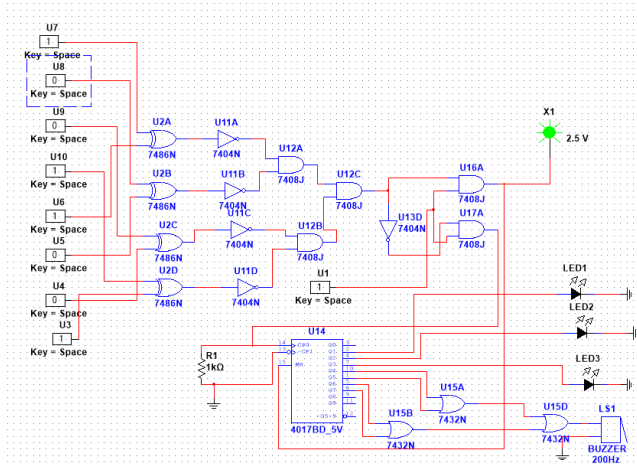 U7
1
Key = Space
U8
0
Key = Space
U9
0
Key = Space
U10
1
Key = Space
U6
1
Key = Space
U5
0
Key = Space
U4
0
Key = Space
U3
1
Key = Space
U2A
7486N
U2B
7486N
U2C
7486N
U2D
7486N
U11A
7404N
U11B
7404N
U11C
7404N
U11D
7404N
U12A
7408J
U12B
7408J
U12C
7408J
U13D
7404N
U16A
7408J
U17A
7408J
X1
2.5 V
U1
1
Key = Space
R1
1kΩ
U14
4017BD_5V
LED1
LED2
LED3
U15A
7432N
U15B
7432N
U15D
7432N
LS1
BUZZER
200Hz